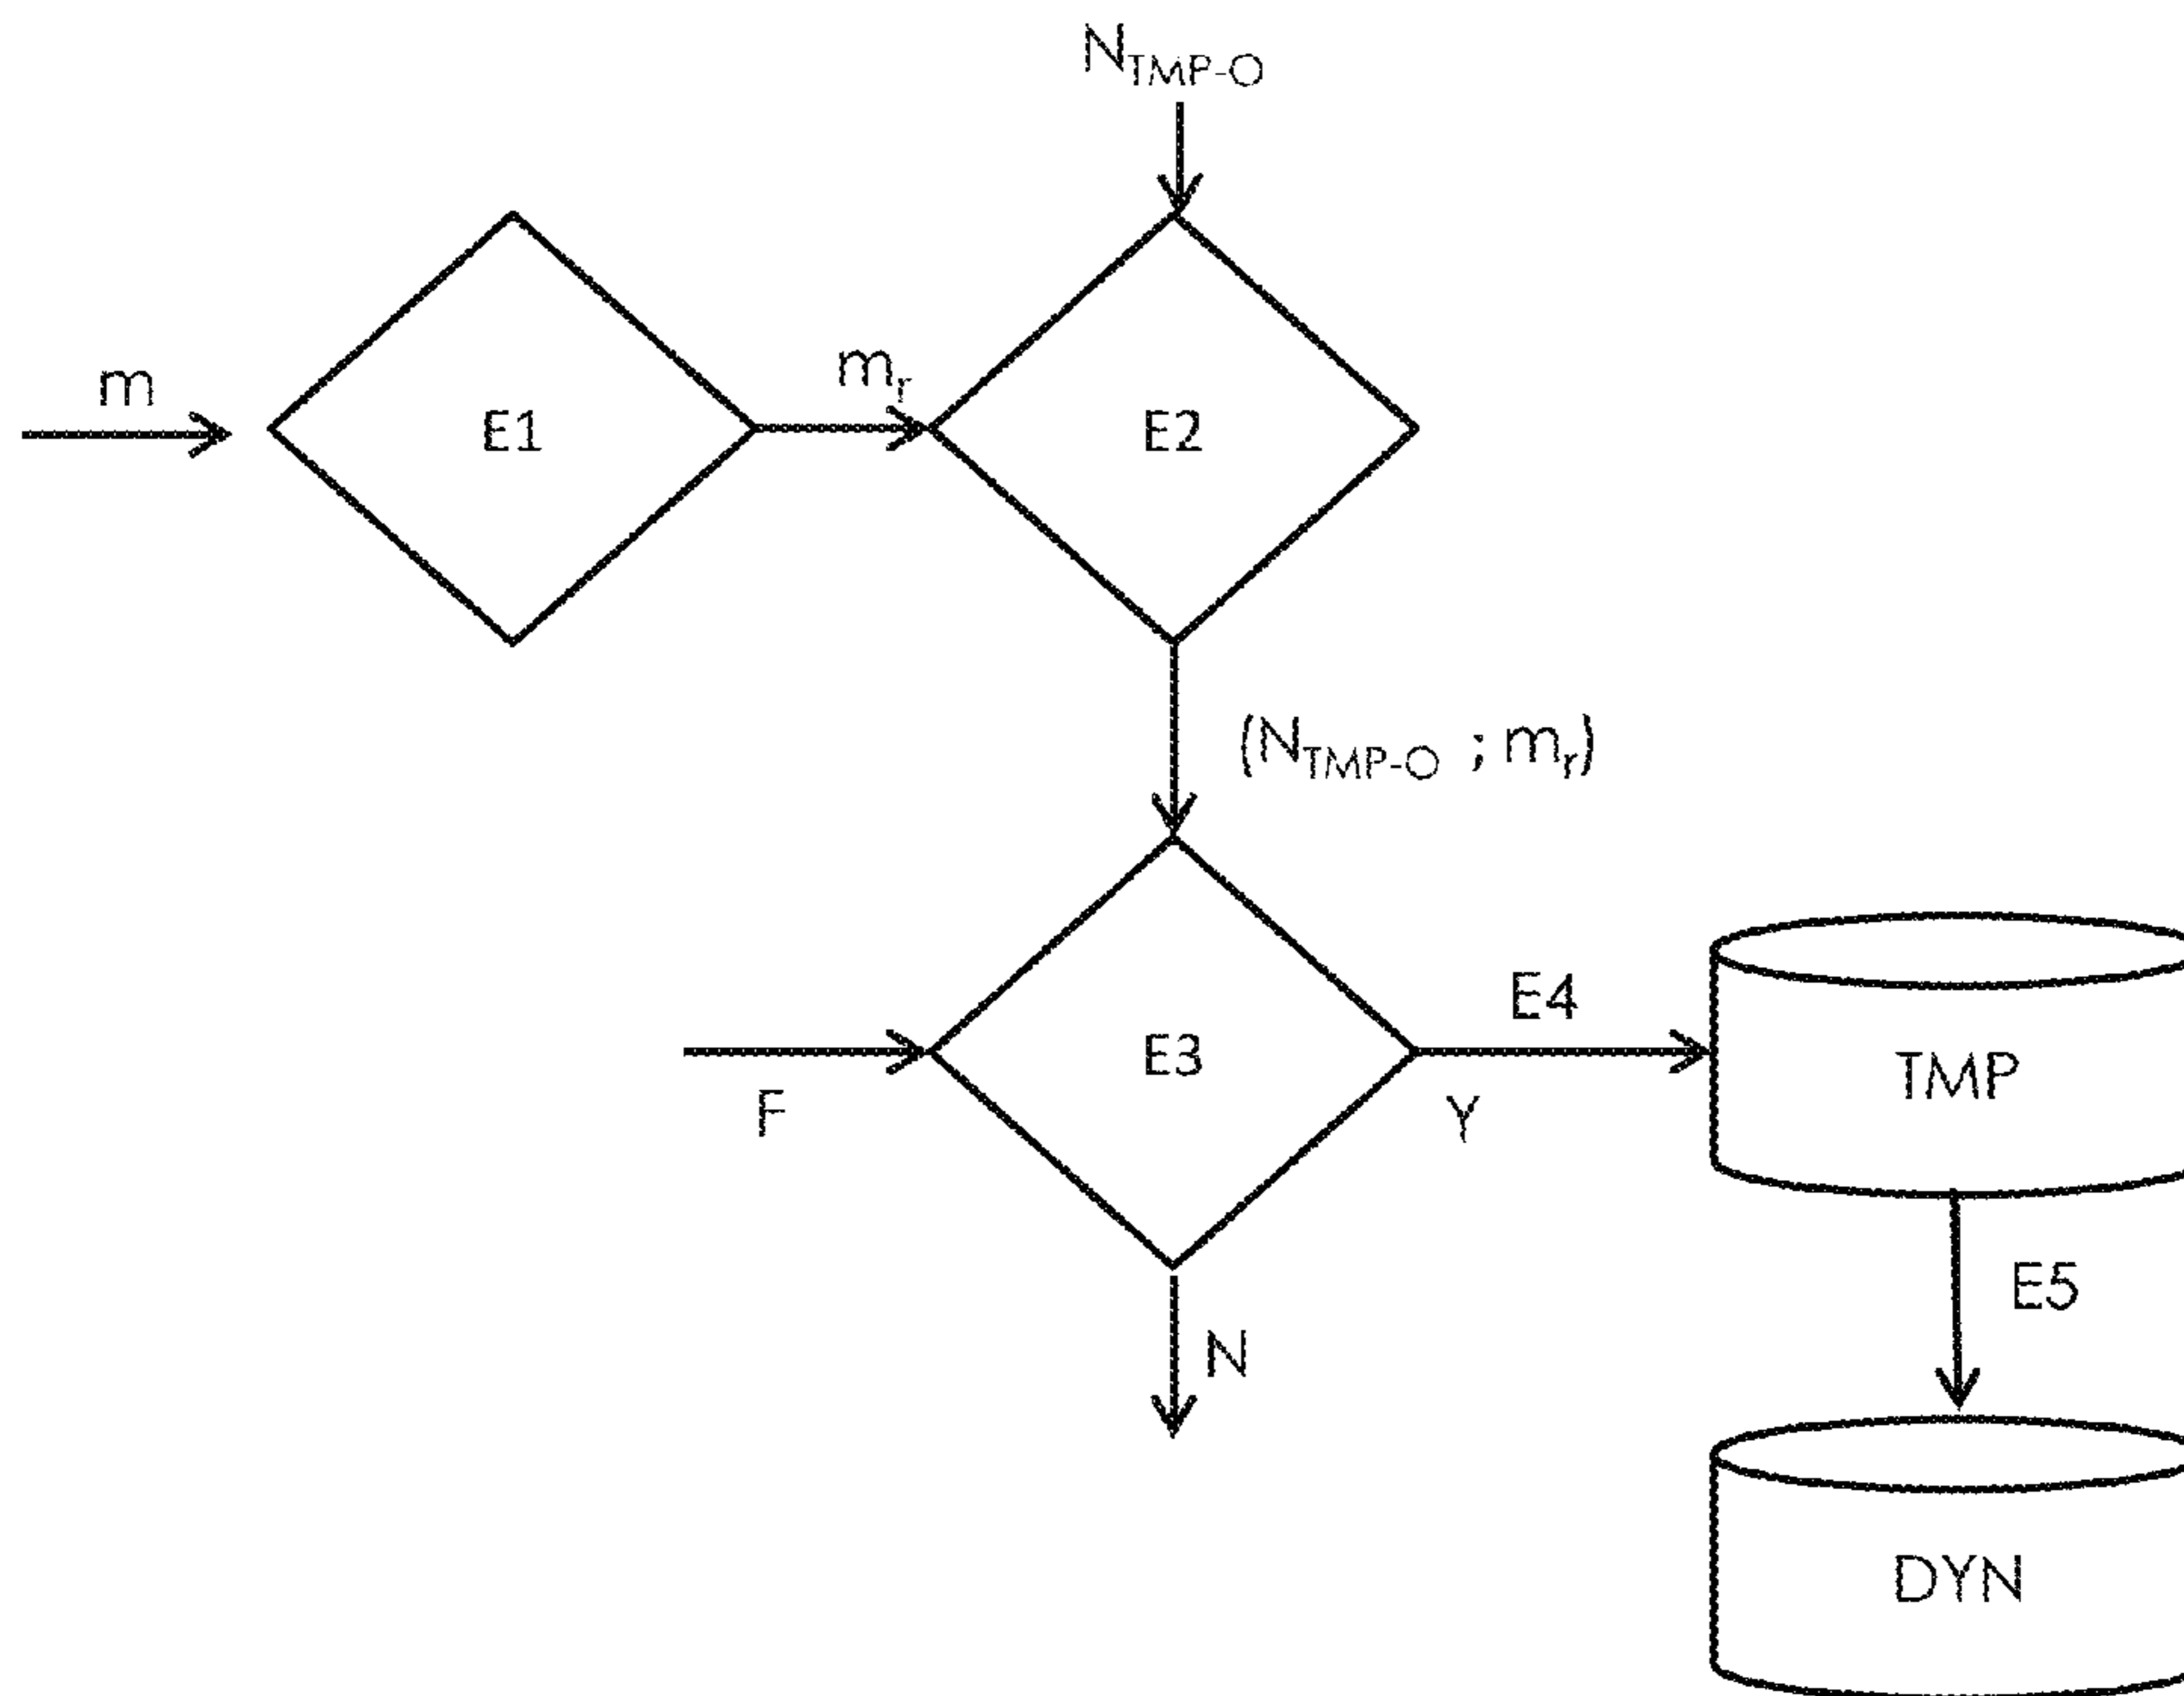 N_TMP-O
m
m_r
E1
E2
(N_TMP-O ; m_r)
E4
E3
TMP
F
Y
E5
N
DYN